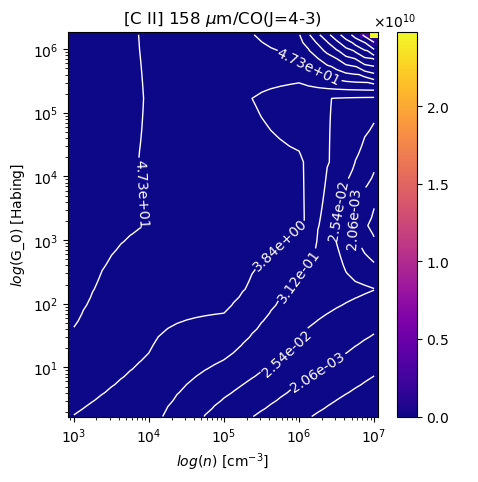 [C II] 158 μm/CO(J=4-3)
×10¹⁰
10⁶
10⁵
10⁴
10³
10²
10¹
log(G_0) [Habing]
4.73e+01
4.73e+01
3.84e+00
3.12e-01
2.54e-02
2.06e-03
2.54e-02
2.06e-03
2.0
1.5
1.0
0.5
0.0
10³ 10⁴ 10⁵ 10⁶ 10⁷
log(n) [cm⁻³]